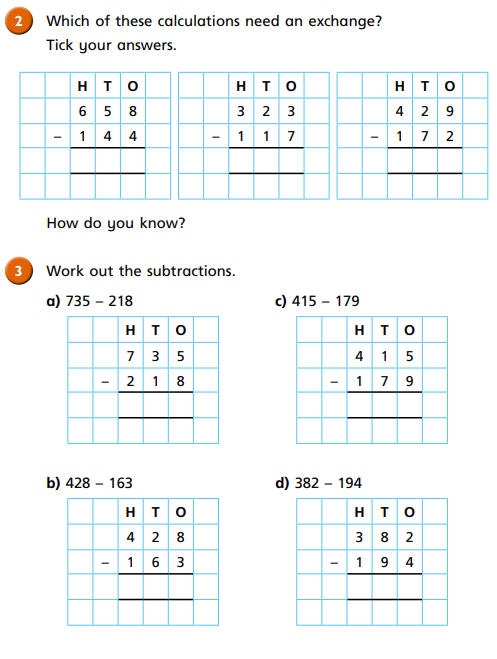 2 Which of these calculations need an exchange?
Tick your answers.
H T O H T O H T O
6 5 8 3 2 3 4 2 9
– 1 4 4 – 1 1 7 – 1 7 2
How do you know?
3 Work out the subtractions.
a) 735 – 218 c) 415 – 179
H T O H T O
7 3 5 4 1 5
– 2 1 8 – 1 7 9
b) 428 – 163 d) 382 – 194
H T O H T O
4 2 8 3 8 2
– 1 6 3 – 1 9 4